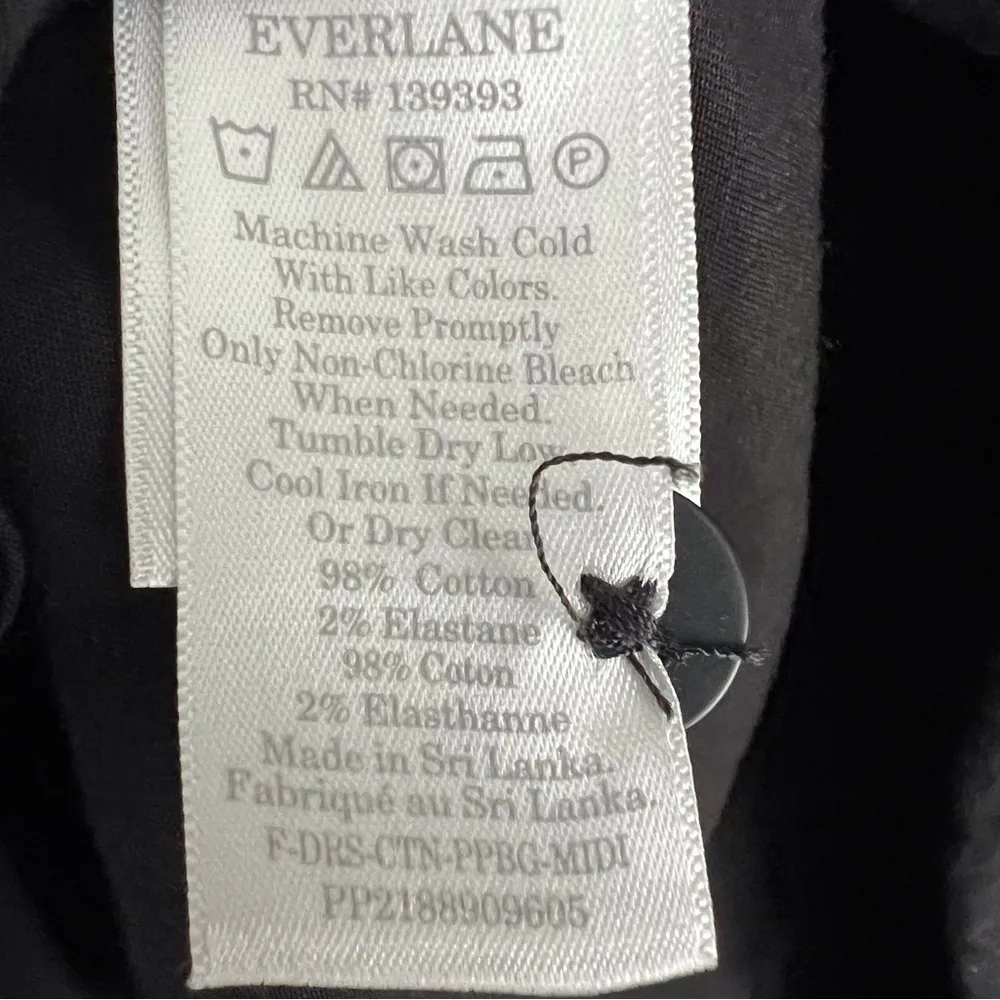 EVERLANE
RN# 139393
P
Machine Wash Cold
With Like Colors.
Remove Promptly
Only Non-Chlorine Bleach
When Needed.
Tumble Dry Low
Cool Iron If Needed.
Or Dry Clean
98% Cotton
2% Elastane
98% Coton
2% Elasthanne
Made in Sri Lanka.
Fabriqué au Sri Lanka.
F-DRS-CTN-PPBG-MIDI
PP2188909605